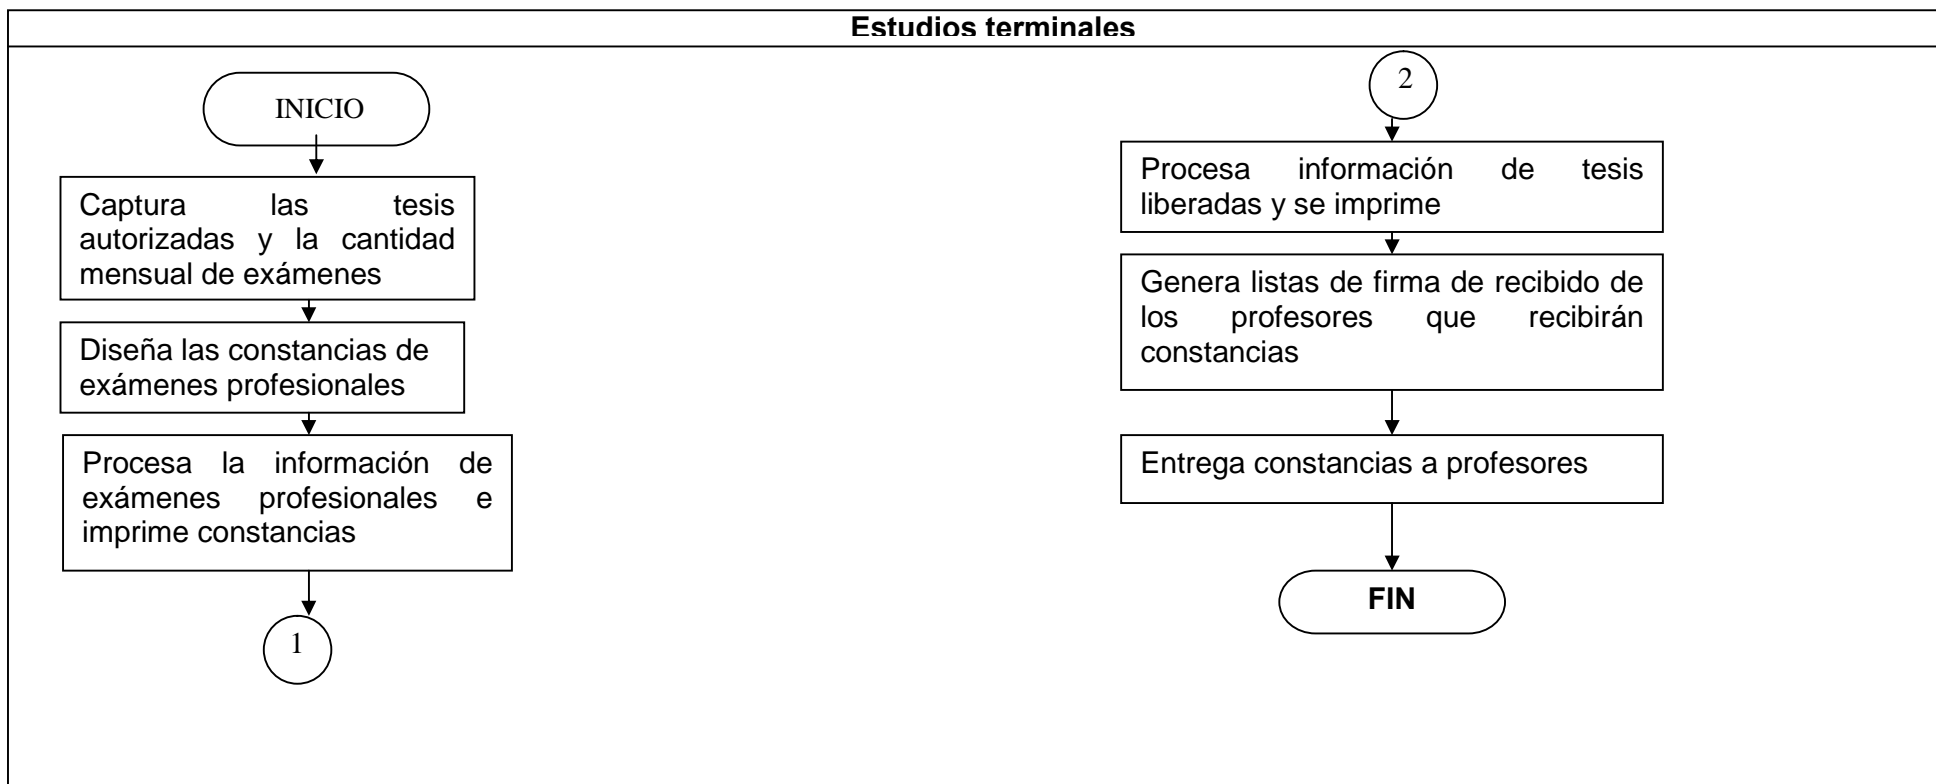 Estudios terminales
INICIO
Captura las tesis
autorizadas y la cantidad
mensual de exámenes
Diseña las constancias de
exámenes profesionales
Procesa la información de
exámenes profesionales e
imprime constancias
1
2
Procesa información de tesis
liberadas y se imprime
Genera listas de firma de recibido de
los profesores que recibirán
constancias
Entrega constancias a profesores
FIN